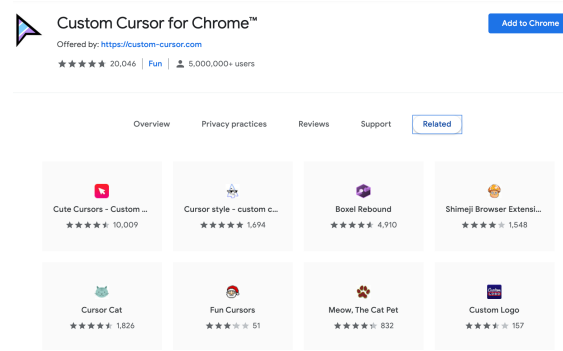 Custom Cursor for Chrome™
Add to Chrome
Offered by: https://custom-cursor.com
20,046 Fun 5,000,000+ users
Overview Privacy practices Reviews Support Related
Cute Cursors - Custom ... Cursor style - custom c... Boxel Rebound Shimeji Browser Extensi...
10,009 1,694 4,910 1,548
Cursor Cat Fun Cursors Meow, The Cat Pet Custom Logo
1,826 51 832 157